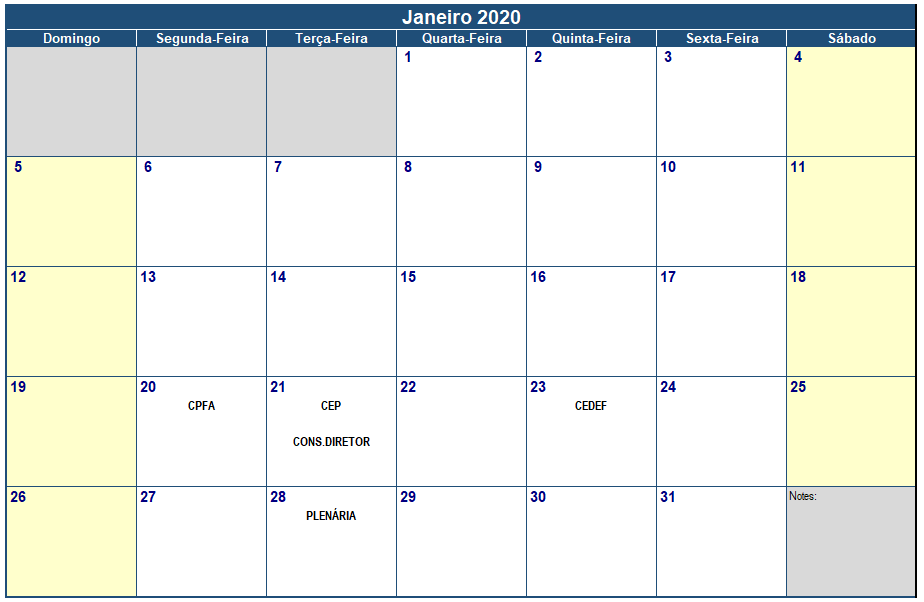 Janeiro 2020
Domingo Segunda-Feira Terça-Feira Quarta-Feira Quinta-Feira Sexta-Feira Sábado
1 2 3 4
5 6 7 8 9 10 11
12 13 14 15 16 17 18
19 20 21 22 23 24 25
CPFA CEP CEDEF
CONS.DIRETOR
26 27 28 29 30 31 Notes:
PLENÁRIA